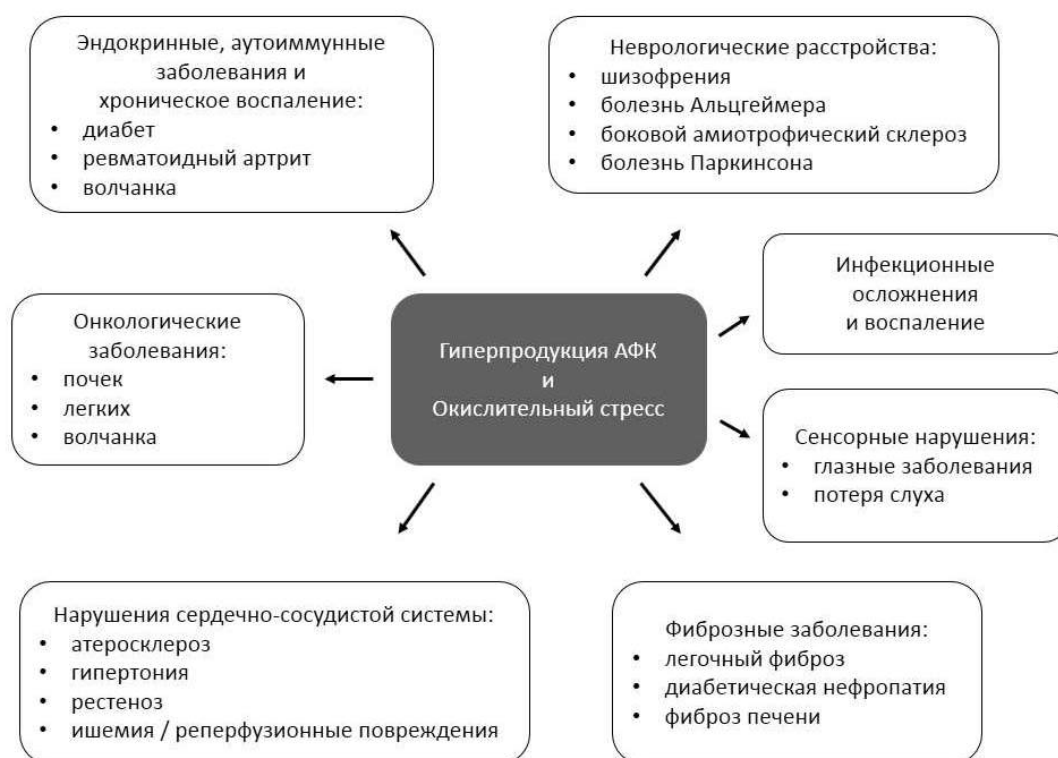 Эндокринные, аутоиммунные
заболевания и
хроническое воспаление:
• диабет
• ревматоидный артрит
• волчанка
Неврологические расстройства:
• шизофрения
• болезнь Альцгеймера
• боковой амиотрофический склероз
• болезнь Паркинсона
Инфекционные
осложнения
и воспаление
Онкологические
заболевания:
• почек
• легких
• волчанка
Гиперпродукция АФК
и
Окислительный стресс
Сенсорные нарушения:
• глазные заболевания
• потеря слуха
Нарушения сердечно-сосудистой системы:
• атеросклероз
• гипертония
• рестеноз
• ишемия / реперфузионные повреждения
Фиброзные заболевания:
• легочный фиброз
• диабетическая нефропатия
• фиброз печени